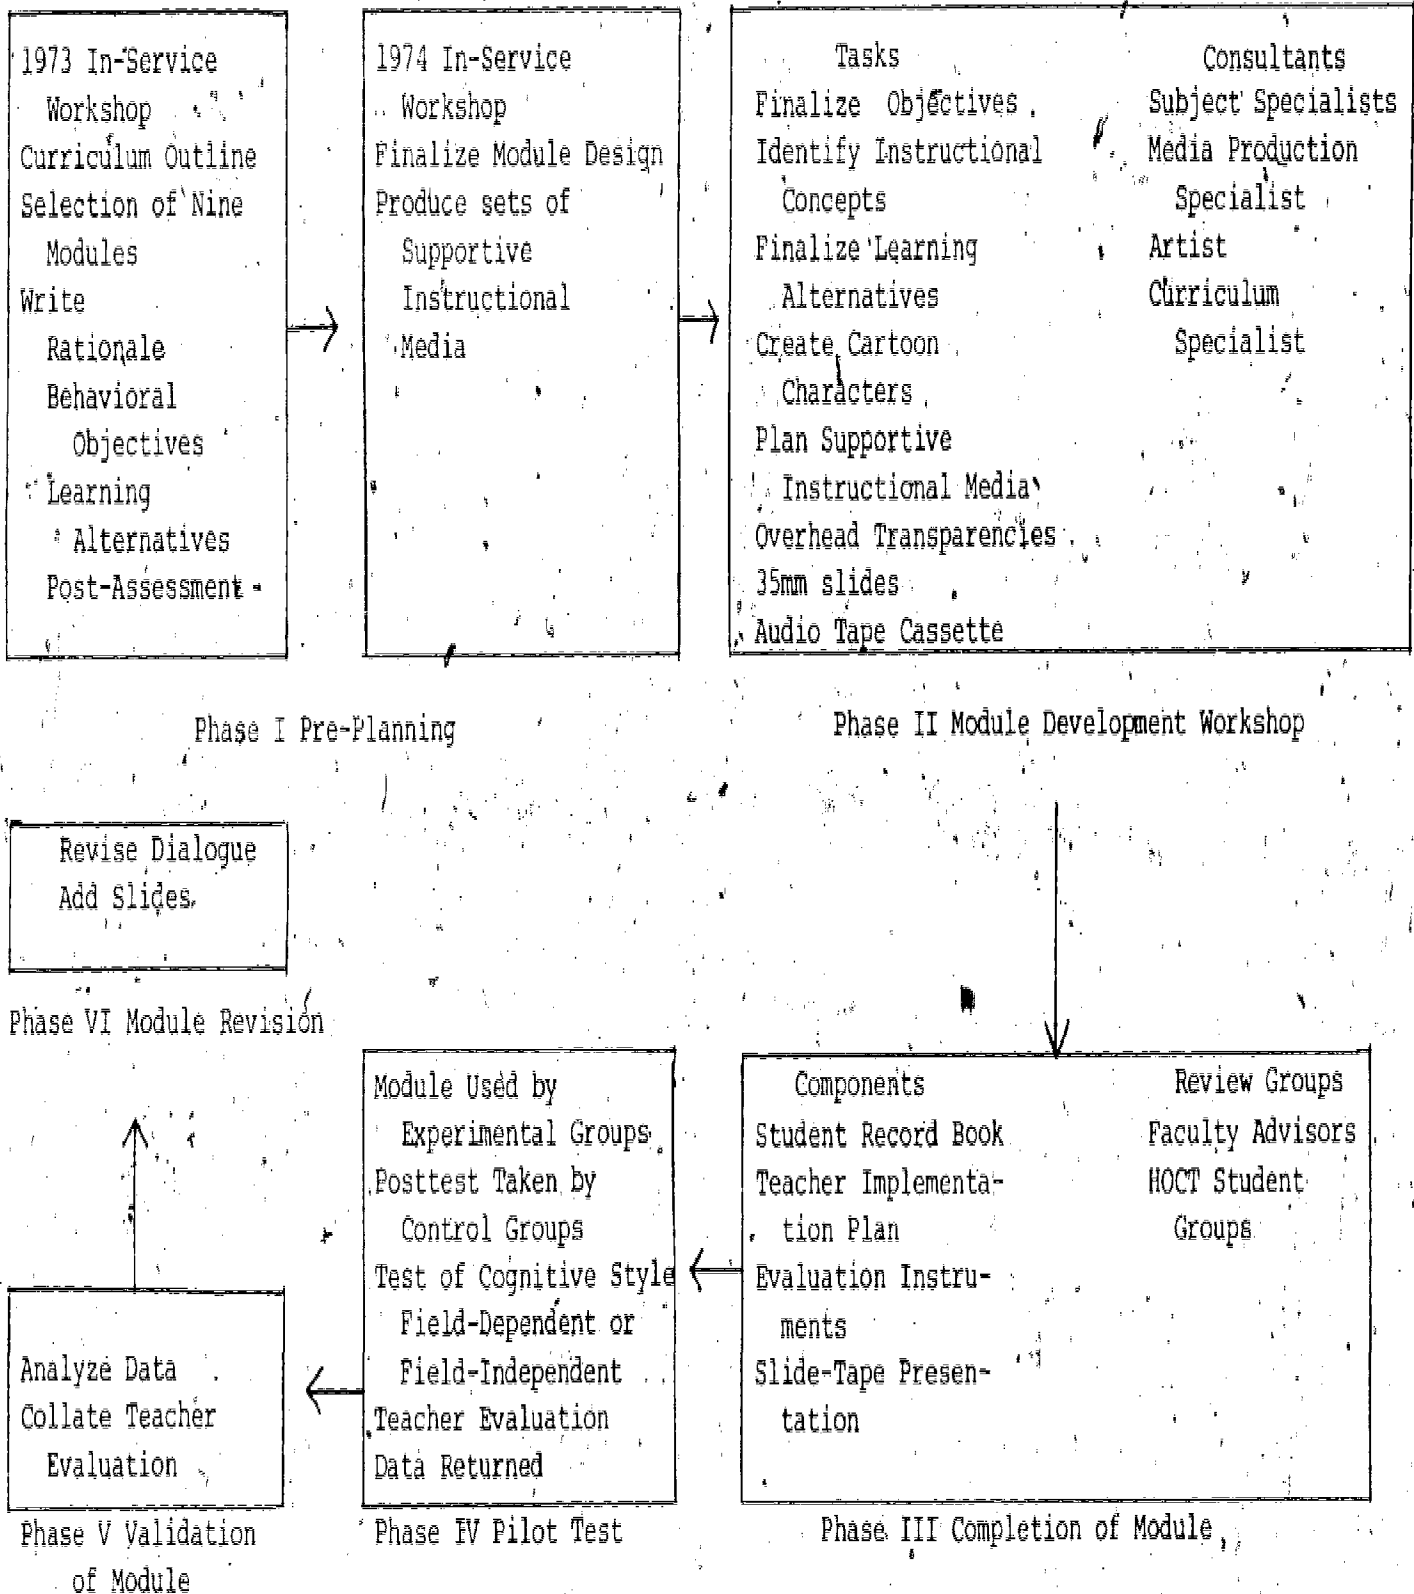 1973 In-Service
Workshop
Curriculum Outline
Selection of Nine
Modules
Write
Rationale
Behavioral
Objectives
Learning
Alternatives
Post-Assessment
1974 In-Service
Workshop
Finalize Module Design
Produce sets of
Supportive
Instructional
Media
Phase I Pre-Planning
Tasks
Finalize Objectives
Identify Instructional
Concepts
Finalize Learning
Alternatives
Create Cartoon
Characters
Plan Supportive
Instructional Media
Overhead Transparencies
35mm slides
Audio Tape Cassette
Consultants
Subject Specialists
Media Production
Specialist
Artist
Curriculum
Specialist
Phase II Module Development Workshop
Components
Student Record Book
Teacher Implementa-
tion Plan
Evaluation Instru-
ments
Slide-Tape Presen-
tation
Review Groups
Faculty Advisors
HOCT Student
Groups
Phase III Completion of Module
Module Used by
Experimental Groups
Posttest Taken by
Control Groups
Test of Cognitive Style
Field-Dependent or
Field-Independent
Teacher Evaluation
Data Returned
Phase IV Pilot Test
Analyze Data
Collate Teacher
Evaluation
Phase V Validation
of Module
Revise Dialogue
Add Slides
Phase VI Module Revision